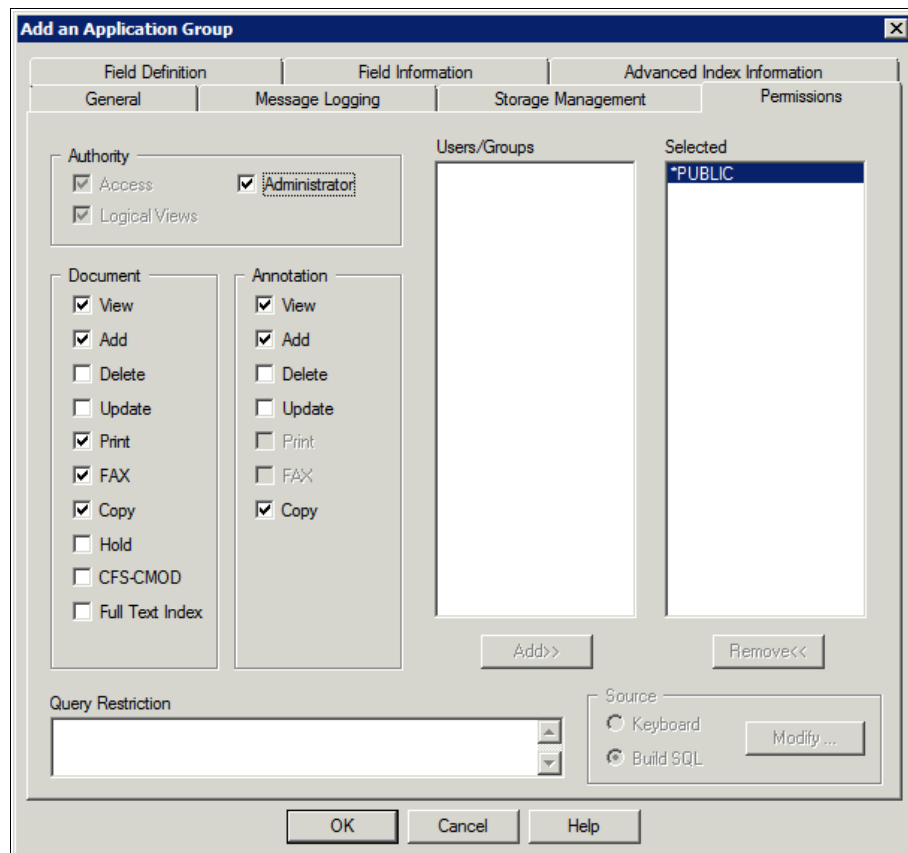 Add an Application Group
Field Definition
Field Information
Advanced Index Information
General
Message Logging
Storage Management
Permissions
Authority
Access
Administrator
Logical Views
Users/Groups
Selected
*PUBLIC
Document
View
Add
Delete
Update
Print
FAX
Copy
Hold
CFS-CMOD
Full Text Index
Annotation
View
Add
Delete
Update
Print
FAX
Copy
Add>>
Remove<<
Query Restriction
Source
Keyboard
Build SQL
Modify ...
OK
Cancel
Help